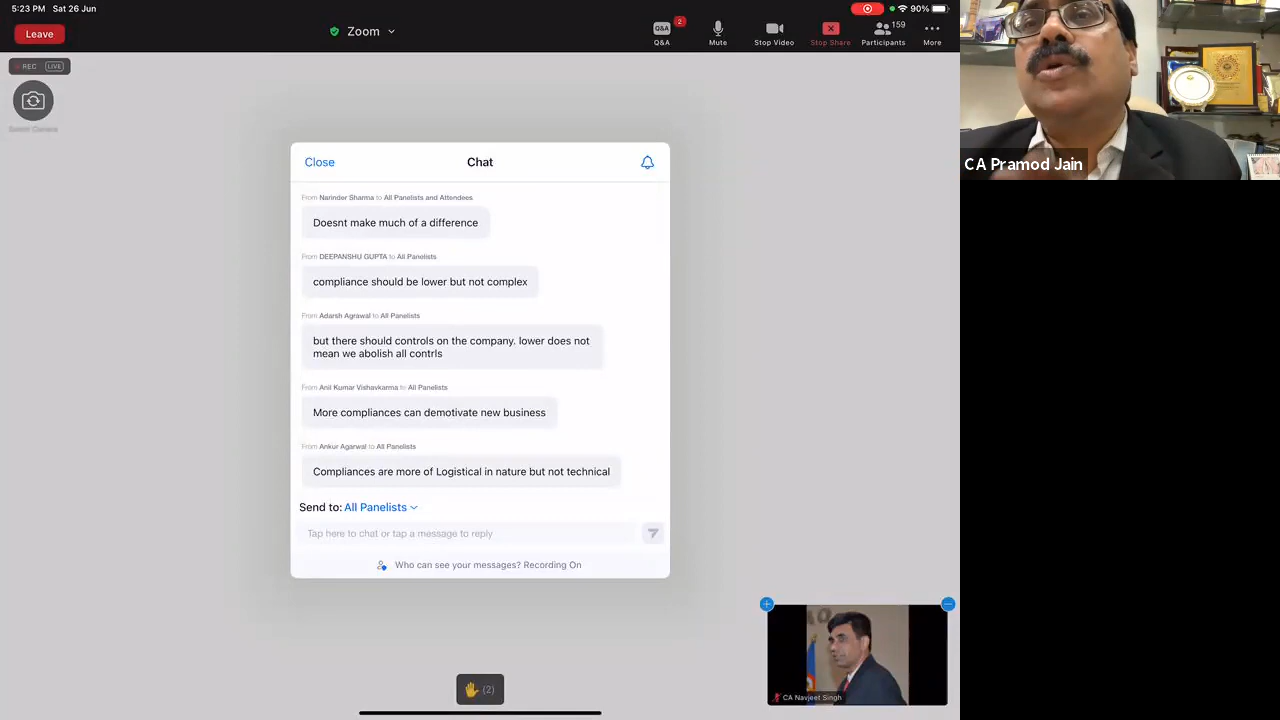 5:23 PM Sat 26 Jun
90%
Leave
Zoom
Q&A
2
Q&A
Mute
Stop Video
Stop Share
159
Participants
More
REC LIVE
Switch Camera
Close
Chat
From Narinder Sharma to All Panelists and Attendees
Doesnt make much of a difference
From DEEPANSHU GUPTA to All Panelists
compliance should be lower but not complex
From Adarsh Agrawal to All Panelists
but there should controls on the company. lower does not
mean we abolish all contrls
From Anil Kumar Vishavkarma to All Panelists
More compliances can demotivate new business
From Ankur Agarwal to All Panelists
Compliances are more of Logistical in nature but not technical
Send to: All Panelists
Tap here to chat or tap a message to reply
Who can see your messages? Recording On
(2)
CA Navjeet Singh
CA Pramod Jain